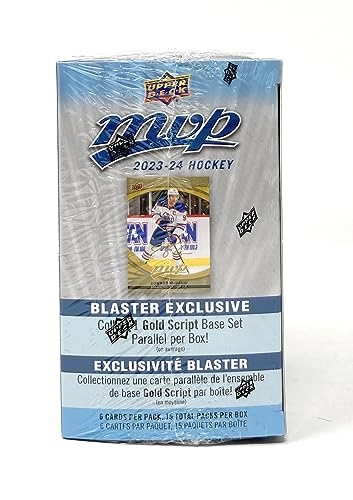 UPPER DECK
mvp
2023-24 HOCKEY
mvp
BLASTER EXCLUSIVE
Gold Script Base Set
Parallel per Box!
(on average)
EXCLUSIVITÉ BLASTER
Collectionnez une carte parallèle de l'ensemble
de base Gold Script par boîte!
(en moyenne)
6 CARDS PER PACK, 15 TOTAL PACKS PER BOX
6 CARTES PAR PAQUET, 15 PAQUETS PAR BOÎTE